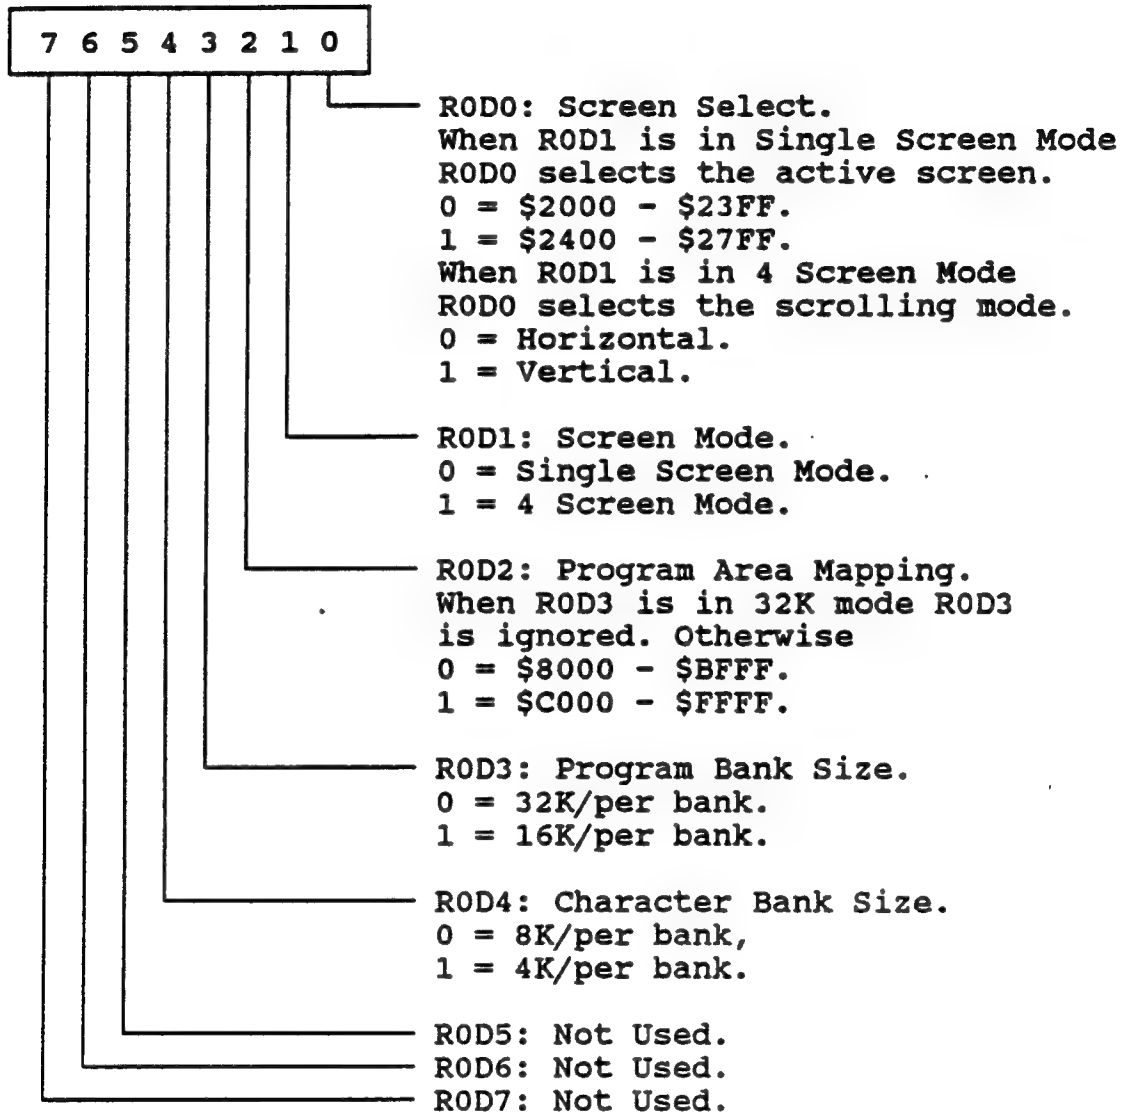 7 6 5 4 3 2 1 0
R0D0: Screen Select.
When R0D1 is in Single Screen Mode
R0D0 selects the active screen.
0 = $2000 - $23FF.
1 = $2400 - $27FF.
When R0D1 is in 4 Screen Mode
R0D0 selects the scrolling mode.
0 = Horizontal.
1 = Vertical.
R0D1: Screen Mode.
0 = Single Screen Mode.
1 = 4 Screen Mode.
R0D2: Program Area Mapping.
When R0D3 is in 32K mode R0D3
is ignored. Otherwise
0 = $8000 - $BFFF.
1 = $C000 - $FFFF.
R0D3: Program Bank Size.
0 = 32K/per bank.
1 = 16K/per bank.
R0D4: Character Bank Size.
0 = 8K/per bank,
1 = 4K/per bank.
R0D5: Not Used.
R0D6: Not Used.
R0D7: Not Used.